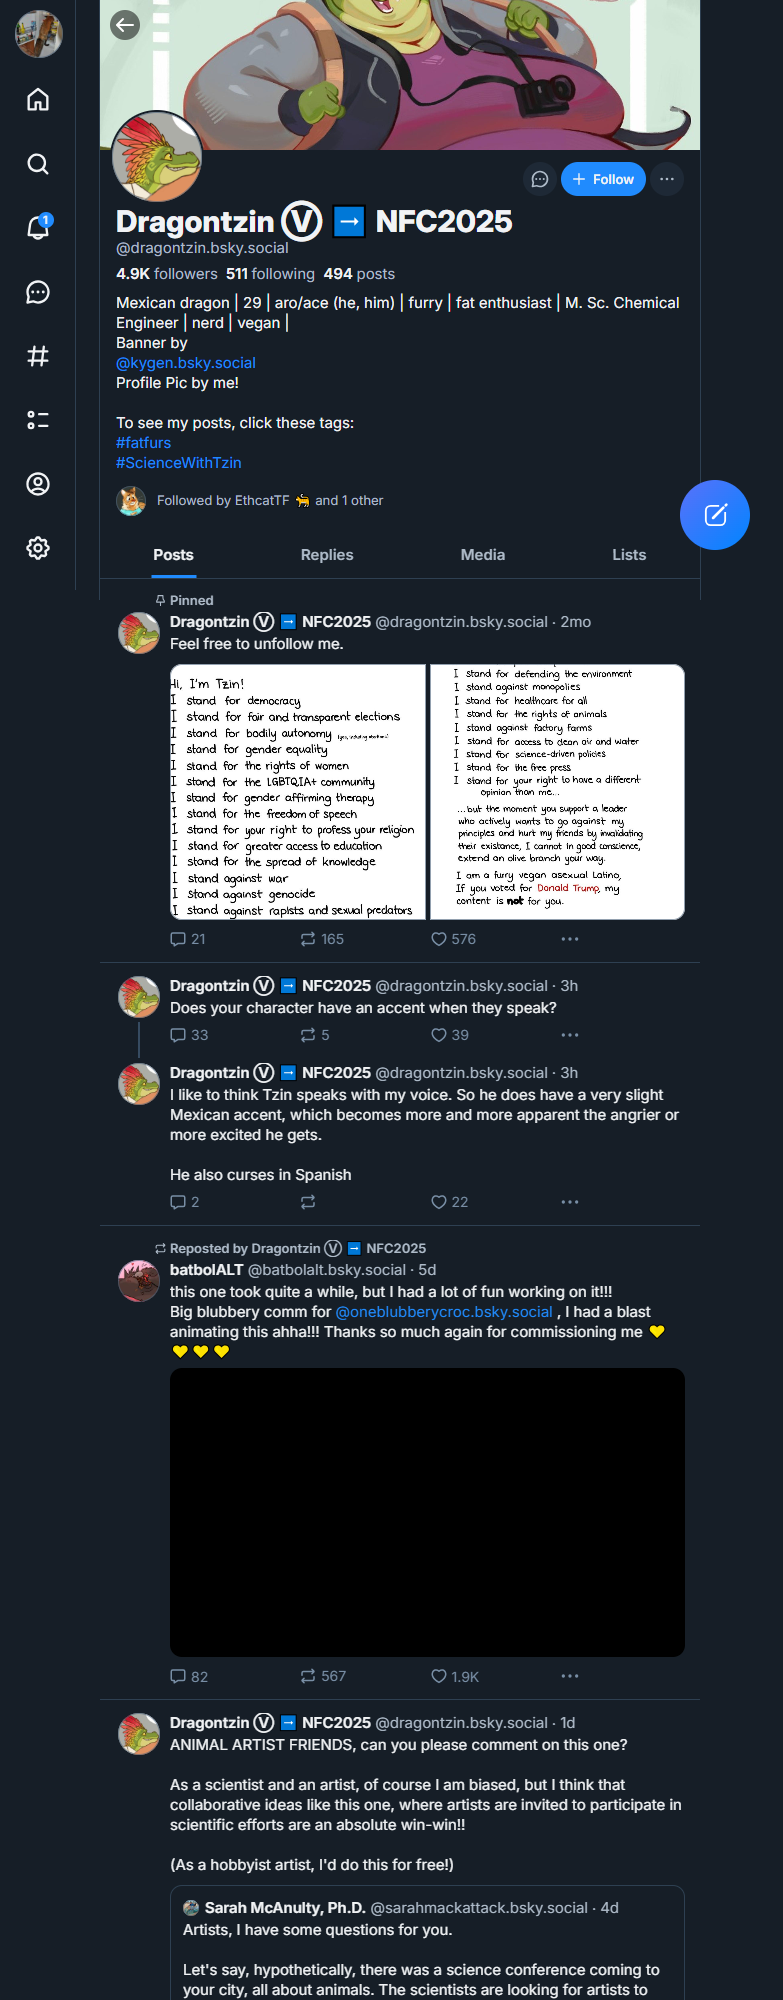 Dragontzin Ⓥ ➡️ NFC2025
@dragontzin.bsky.social
+ Follow
4.9K followers 511 following 494 posts
Mexican dragon | 29 | aro/ace (he, him) | furry | fat enthusiast | M. Sc. Chemical
Engineer | nerd | vegan |
Banner by
@kygen.bsky.social
Profile Pic by me!
To see my posts, click these tags:
#fatfurs
#ScienceWithTzin
Followed by EthcatTF 🐈 and 1 other
1
Posts Replies Media Lists
Pinned
Dragontzin Ⓥ ➡️ NFC2025 @dragontzin.bsky.social · 2mo
Feel free to unfollow me.
Hi, I'm Tzin!
I stand for democracy
I stand for fair and transparent elections
I stand for bodily autonomy
I stand for gender equality
I stand for the rights of women
I stand for the LGBTQIA+ community
I stand for gender affirming therapy
I stand for the freedom of speech
I stand for your right to profess your religion
I stand for greater access to education
I stand for the spread of knowledge
I stand against war
I stand against genocide
I stand against rapists and sexual predators
I stand for defending the environment
I stand against monopolies
I stand for healthcare for all
I stand for the rights of animals
I stand against factory farms
I stand for access to clean air and water
I stand for science-driven policies
I stand for the free press
I stand for your right to have a different
opinion than me...
...but the moment you support a leader
who actively wants to go against my
principles and hurt my friends by invalidating
their existance, I cannot in good conscience,
extend an olive branch your way.
I am a furry vegan asexual Latino,
If you voted for Donald Trump, my
content is not for you.
21 165 576
Dragontzin Ⓥ ➡️ NFC2025 @dragontzin.bsky.social · 3h
Does your character have an accent when they speak?
33 5 39
Dragontzin Ⓥ ➡️ NFC2025 @dragontzin.bsky.social · 3h
I like to think Tzin speaks with my voice. So he does have a very slight
Mexican accent, which becomes more and more apparent the angrier or
more excited he gets.
He also curses in Spanish
2 22
Reposted by Dragontzin Ⓥ ➡️ NFC2025
batbolALT @batbolalt.bsky.social · 5d
this one took quite a while, but I had a lot of fun working on it!!!
Big blubbery comm for @oneblubberycroc.bsky.social , I had a blast
animating this ahha!!! Thanks so much again for commissioning me 💛
💛 💛 💛
82 567 1.9K
Dragontzin Ⓥ ➡️ NFC2025 @dragontzin.bsky.social · 1d
ANIMAL ARTIST FRIENDS, can you please comment on this one?
As a scientist and an artist, of course I am biased, but I think that
collaborative ideas like this one, where artists are invited to participate in
scientific efforts are an absolute win-win!!
(As a hobbyist artist, I'd do this for free!)
Sarah McAnulty, Ph.D. @sarahmackattack.bsky.social · 4d
Artists, I have some questions for you.
Let's say, hypothetically, there was a science conference coming to
your city, all about animals. The scientists are looking for artists to